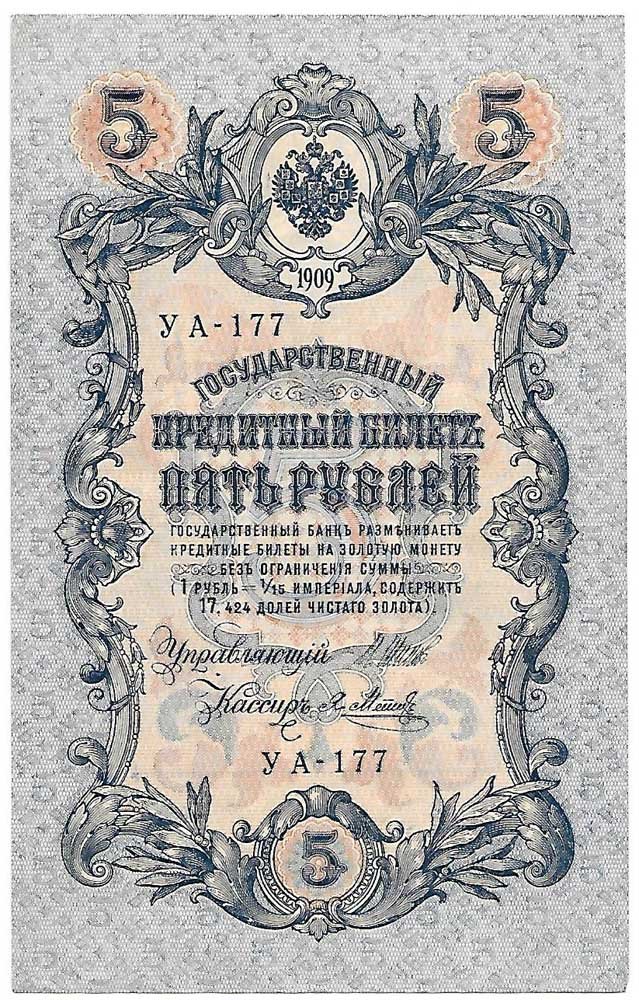 5 5
1909
УА-177
ГОСУДАРСТВЕННЫЙ
КРЕДИТНЫЙ БИЛЕТЪ
ПЯТЬ РУБЛЕЙ
ГОСУДАРСТВЕННЫЙ БАНКЪ РАЗМѢНИВАЕТЪ
КРЕДИТНЫЕ БИЛЕТЫ НА ЗОЛОТУЮ МОНЕТУ
БЕЗЪ ОГРАНИЧЕНІЯ СУММЫ
(1 РУБЛЬ = 1/15 ИМПЕРІАЛА, СОДЕРЖИТЪ
17,424 ДОЛЕЙ ЧИСТАГО ЗОЛОТА).
Управляющій
Кассиръ
УА-177
5